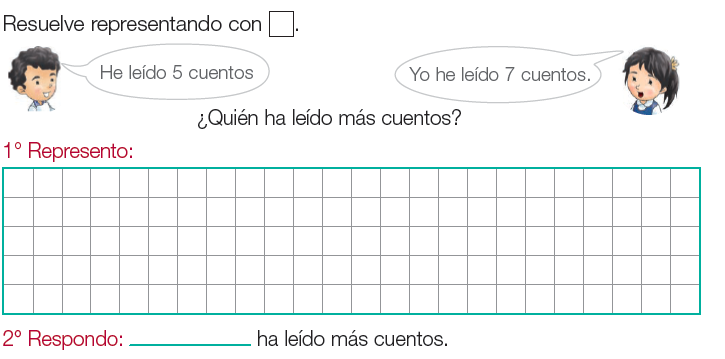 Resuelve representando con □.
He leído 5 cuentos
Yo he leído 7 cuentos.
¿Quién ha leído más cuentos?
1° Represento:
2° Respondo: __________ ha leído más cuentos.